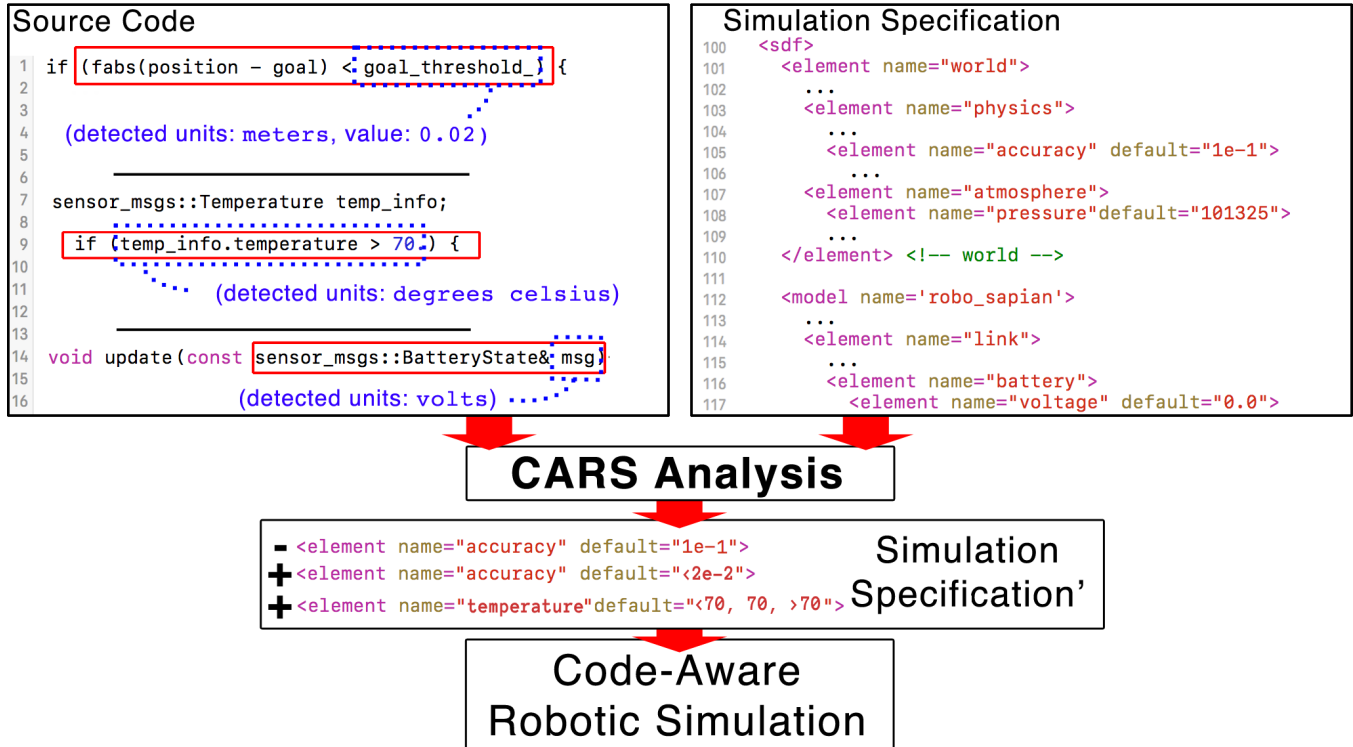 Source Code
1 if (fabs(position - goal) < goal_threshold_) {
2
3
4 (detected units: meters, value: 0.02)
5
6
7 sensor_msgs::Temperature temp_info;
8
9 if (temp_info.temperature > 70.) {
10
11 (detected units: degrees celsius)
12
13
14 void update(const sensor_msgs::BatteryState& msg)
15
16 (detected units: volts)
Simulation Specification
100 <sdf>
101 <element name="world">
102 ...
103 <element name="physics">
104 ...
105 <element name="accuracy" default="1e-1">
106 ...
107 <element name="atmosphere">
108 <element name="pressure"default="101325">
109 ...
110 </element> <!-- world -->
111
112 <model name='robo_sapian'>
113 ...
114 <element name="link">
115 ...
116 <element name="battery">
117 <element name="voltage" default="0.0">
CARS Analysis
- <element name="accuracy" default="1e-1">
+ <element name="accuracy" default="<2e-2">
+ <element name="temperature"default="<70, 70, >70">
Simulation
Specification’
Code-Aware
Robotic Simulation